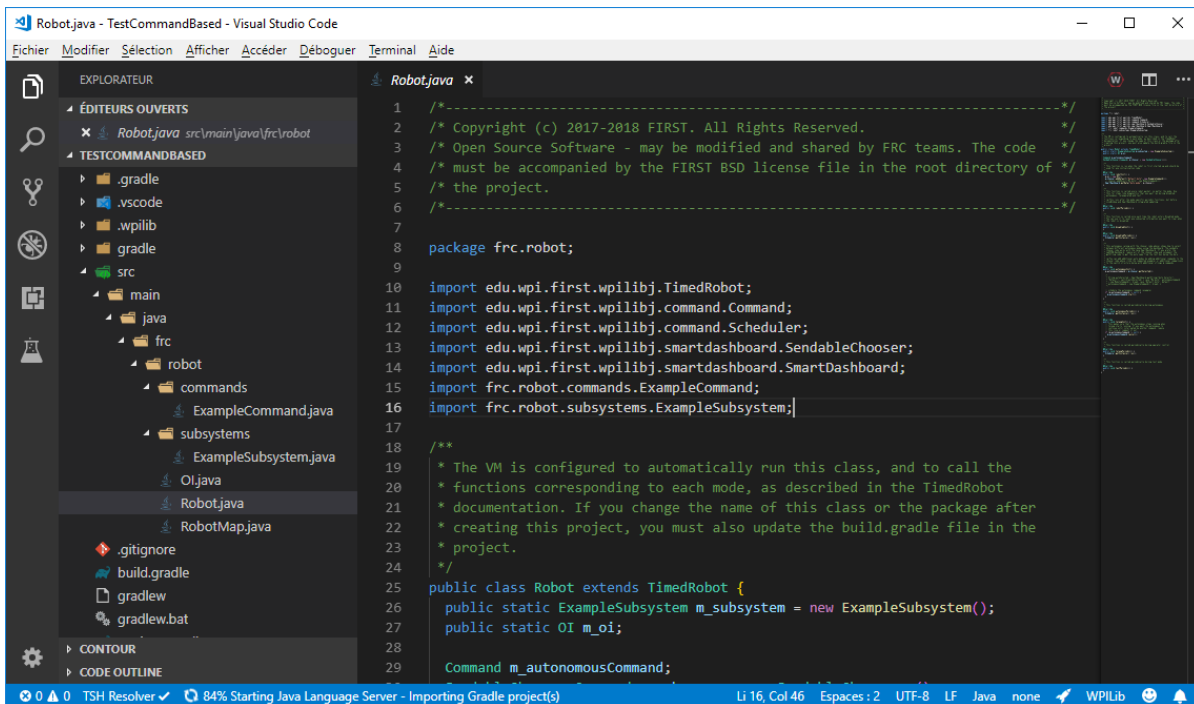 Robot.java - TestCommandBased - Visual Studio Code
Fichier Modifier Sélection Afficher Accéder Déboguer Terminal Aide
EXPLORATEUR
ÉDITEURS OUVERTS
Robot.java src\main\java\frc\robot
TESTCOMMANDBASED
.gradle
.vscode
.wpilib
gradle
src
main
java
frc
robot
commands
ExampleCommand.java
subsystems
ExampleSubsystem.java
OI.java
Robot.java
RobotMap.java
.gitignore
build.gradle
gradlew
gradlew.bat
CONTOUR
CODE OUTLINE
Robot.java
W
1 /*----------------------------------------------------------------------------*/
2 /* Copyright (c) 2017-2018 FIRST. All Rights Reserved.                        */
3 /* Open Source Software - may be modified and shared by FRC teams. The code   */
4 /* must be accompanied by the FIRST BSD license file in the root directory of */
5 /* the project.                                                               */
6 /*----------------------------------------------------------------------------*/
7
8 package frc.robot;
9
10 import edu.wpi.first.wpilibj.TimedRobot;
11 import edu.wpi.first.wpilibj.command.Command;
12 import edu.wpi.first.wpilibj.command.Scheduler;
13 import edu.wpi.first.wpilibj.smartdashboard.SendableChooser;
14 import edu.wpi.first.wpilibj.smartdashboard.SmartDashboard;
15 import frc.robot.commands.ExampleCommand;
16 import frc.robot.subsystems.ExampleSubsystem;
17
18 /**
19  * The VM is configured to automatically run this class, and to call the
20  * functions corresponding to each mode, as described in the TimedRobot
21  * documentation. If you change the name of this class or the package after
22  * creating this project, you must also update the build.gradle file in the
23  * project.
24  */
25 public class Robot extends TimedRobot {
26   public static ExampleSubsystem m_subsystem = new ExampleSubsystem();
27   public static OI m_oi;
28
29   Command m_autonomousCommand;
0 0 TSH Resolver 84% Starting Java Language Server - Importing Gradle project(s) Li 16, Col 46 Espaces : 2 UTF-8 LF Java none WPILib